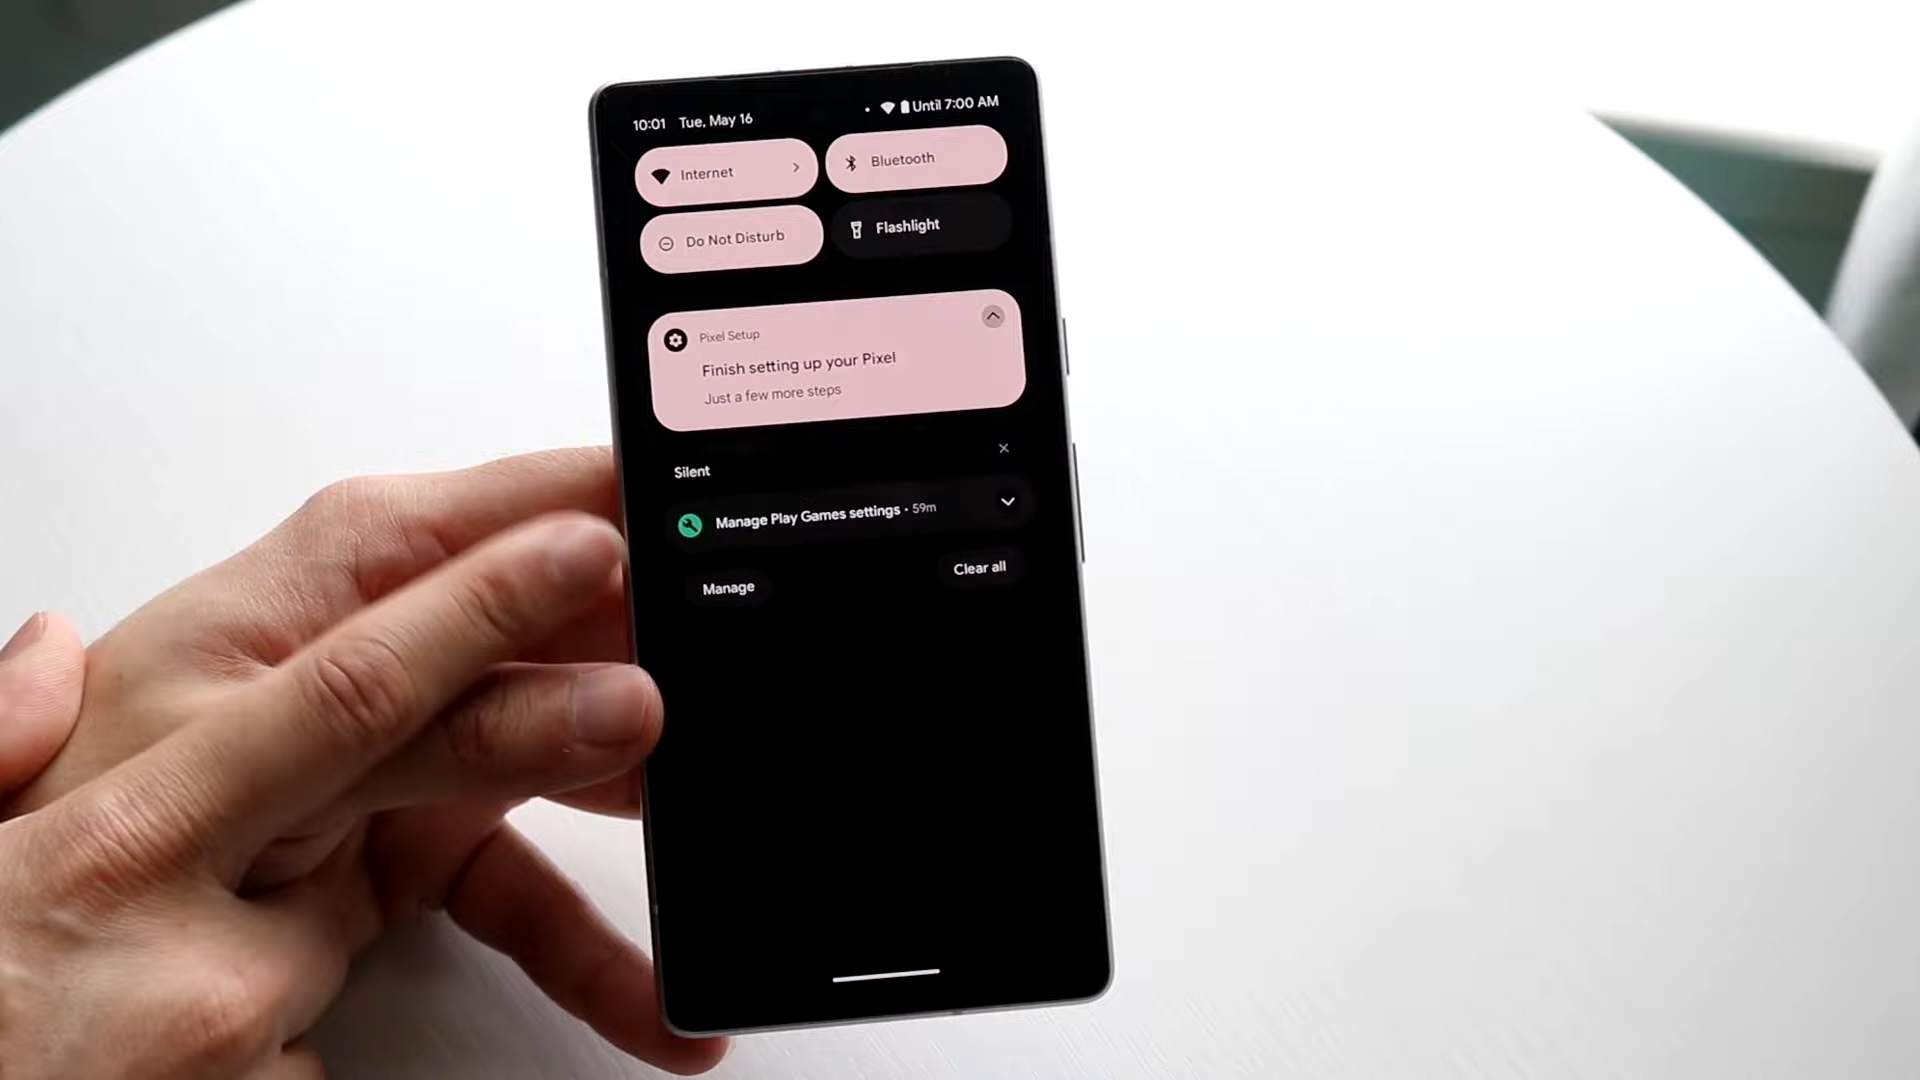 10:01 Tue, May 16 Until 7:00 AM
Internet Bluetooth
Do Not Disturb Flashlight
Pixel Setup
Finish setting up your Pixel
Just a few more steps
Silent
Manage Play Games settings • 59m
Manage Clear all